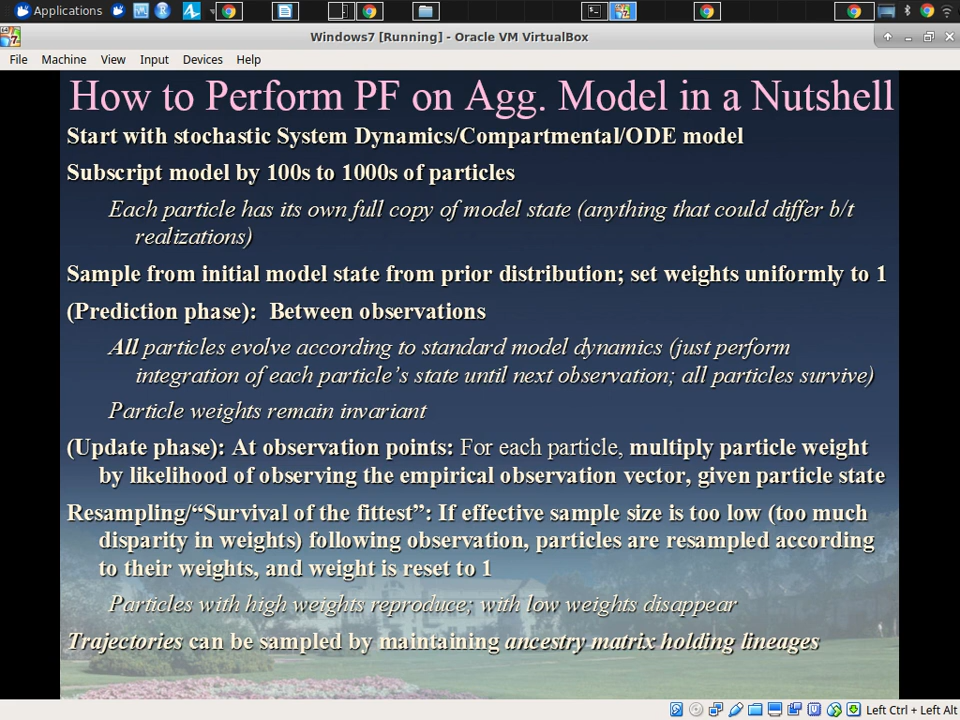 Applications
Windows7 [Running] - Oracle VM VirtualBox
File Machine View Input Devices Help
How to Perform PF on Agg. Model in a Nutshell
Start with stochastic System Dynamics/Compartmental/ODE model
Subscript model by 100s to 1000s of particles
Each particle has its own full copy of model state (anything that could differ b/t
realizations)
Sample from initial model state from prior distribution; set weights uniformly to 1
(Prediction phase): Between observations
All particles evolve according to standard model dynamics (just perform
integration of each particle’s state until next observation; all particles survive)
Particle weights remain invariant
(Update phase): At observation points: For each particle, multiply particle weight
by likelihood of observing the empirical observation vector, given particle state
Resampling/“Survival of the fittest”: If effective sample size is too low (too much
disparity in weights) following observation, particles are resampled according
to their weights, and weight is reset to 1
Particles with high weights reproduce; with low weights disappear
Trajectories can be sampled by maintaining ancestry matrix holding lineages
Left Ctrl + Left Alt